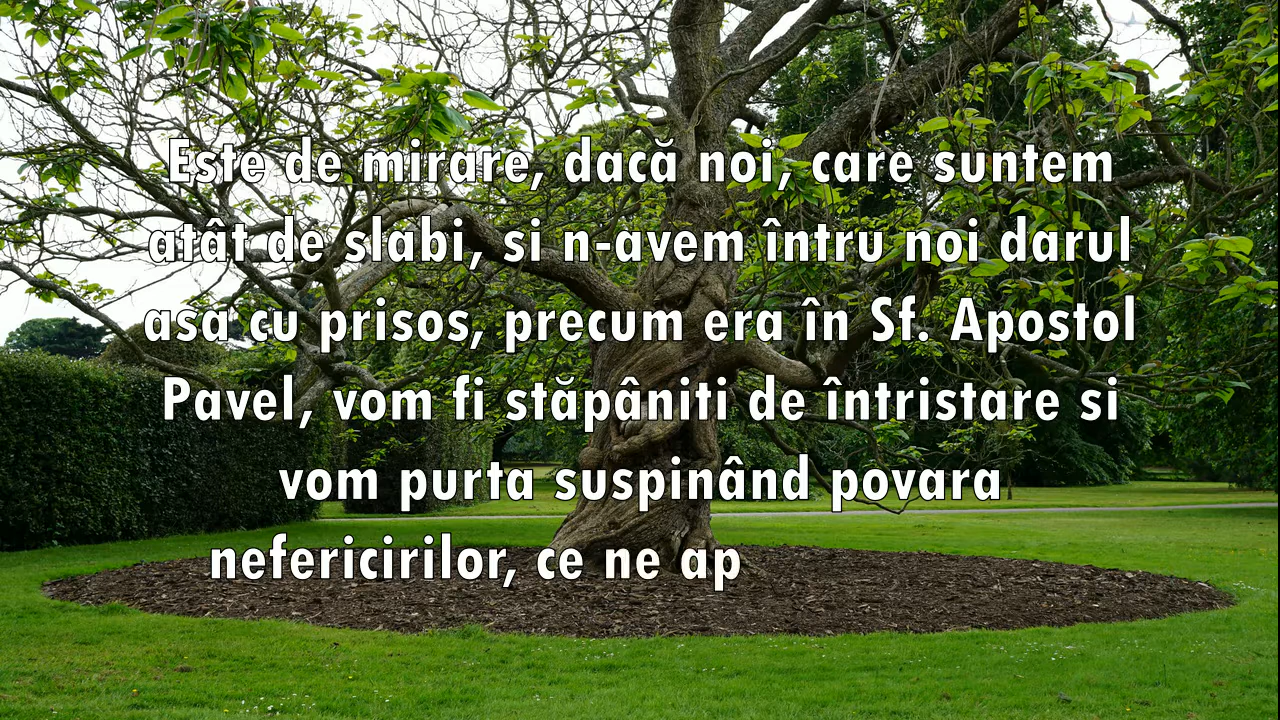 Este de mirare, dacă noi, care suntem
atât de slabi, si n-avem întru noi darul
asa cu prisos, precum era în Sf. Apostol
Pavel, vom fi stăpâniti de întristare si
vom purta suspinând povara
nefericirilor, ce ne ap